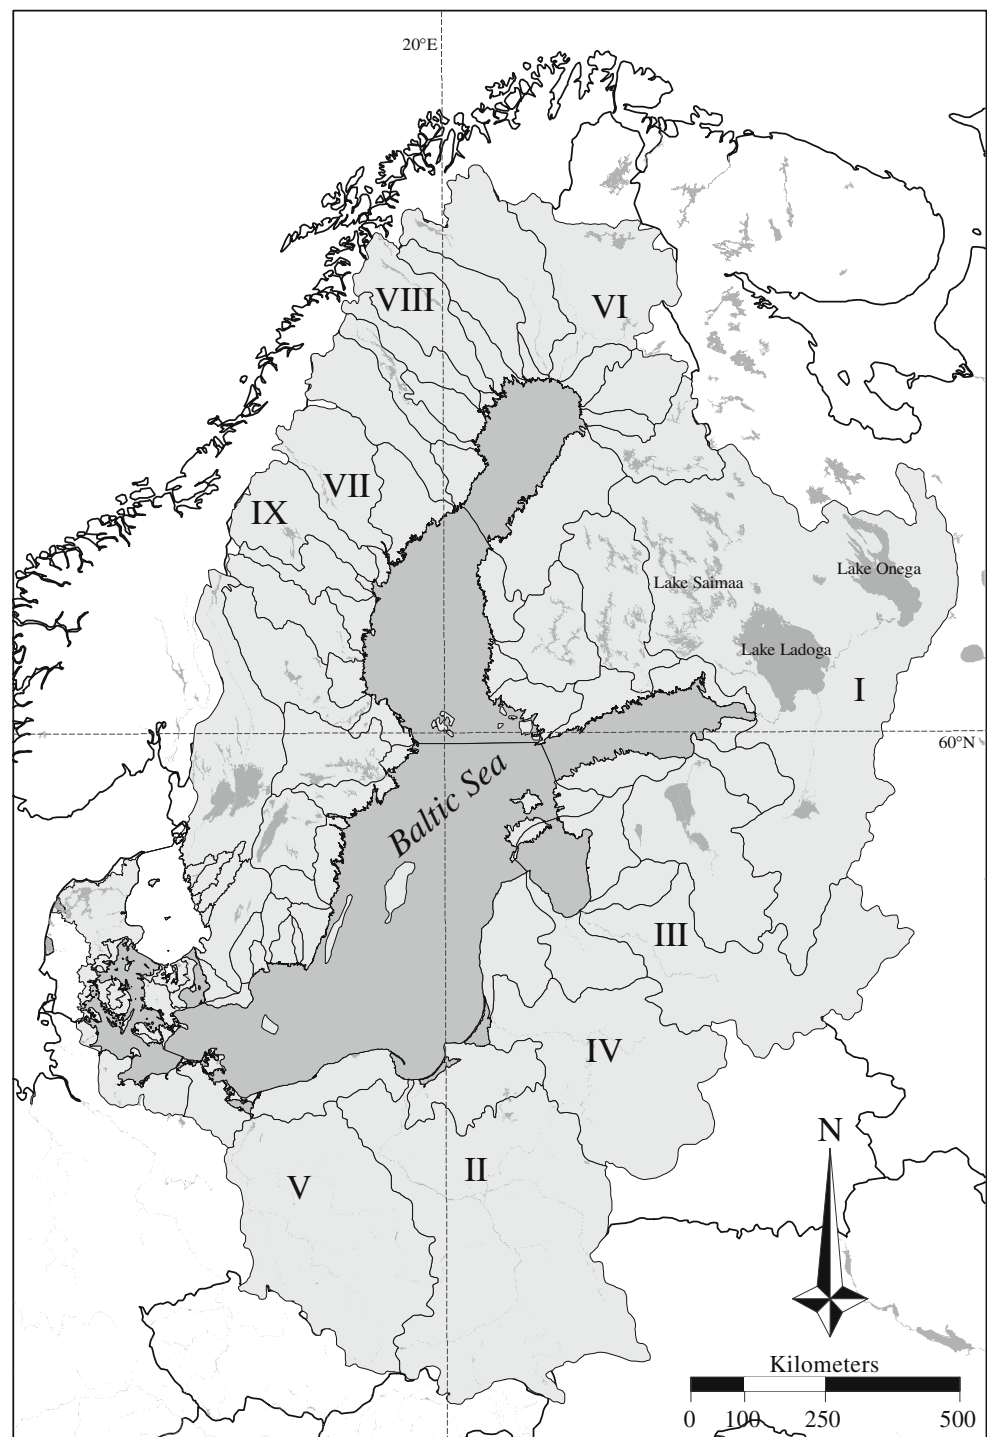 20°E
VIII
VI
VII
IX
Lake Onega
Lake Saimaa
Lake Ladoga
I
60°N
Baltic Sea
III
IV
N
II
V
Kilometers
0 100 250 500